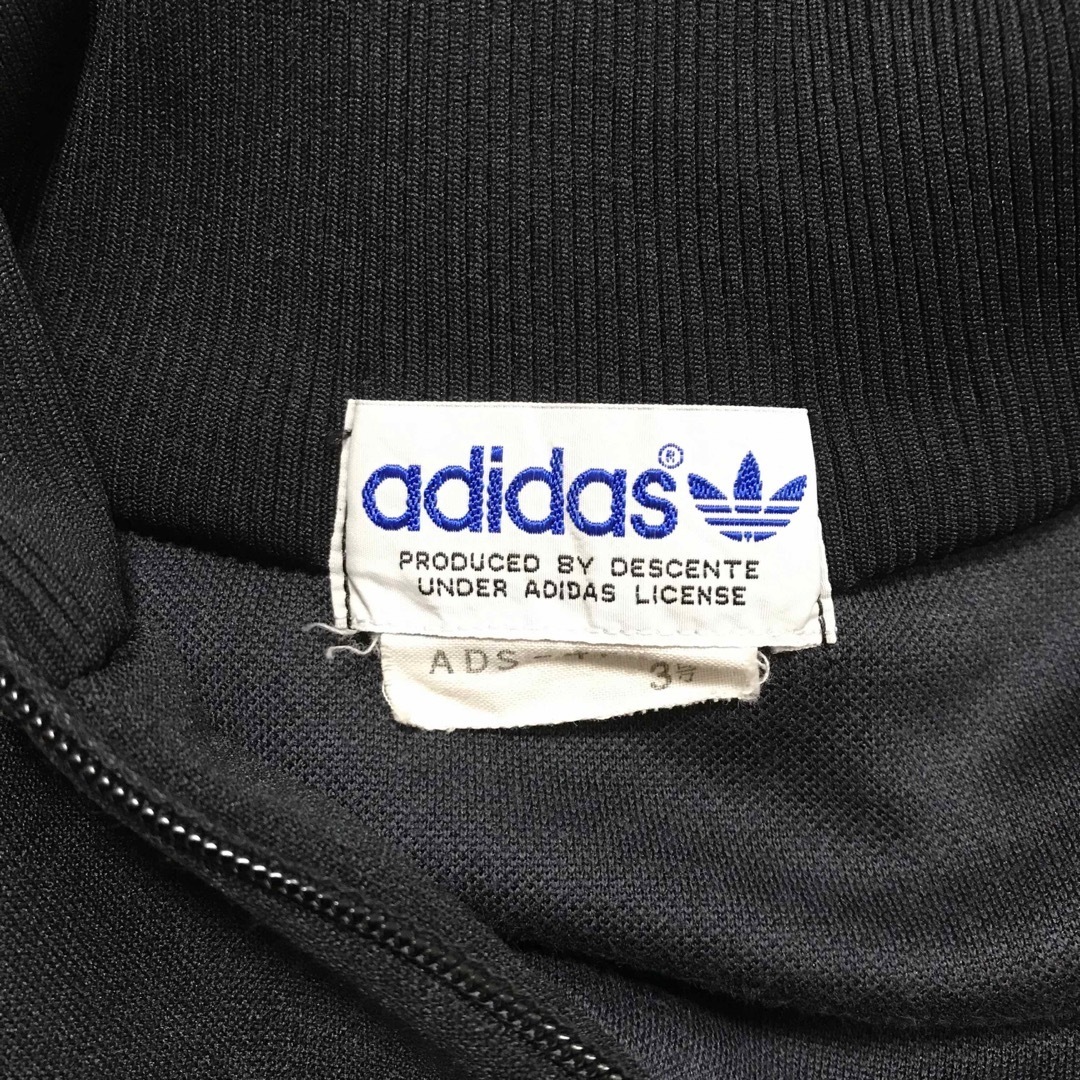 adidas®
PRODUCED BY DESCENTE
UNDER ADIDAS LICENSE
ADS-
3号